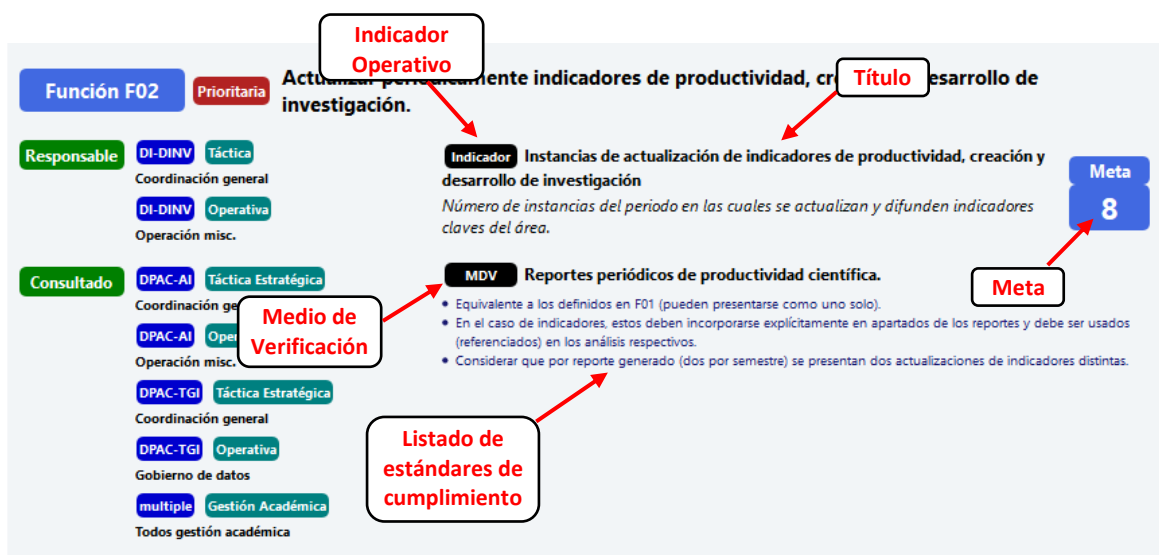 Indicador
Operativo
Título
Función F02
Prioritaria
indicadores de productividad,
investigación.
Responsable
DI-DINV Táctica
Coordinación general
DI-DINV Operativa
Operación misc.
Indicador Instancias de actualización de indicadores de productividad, creación y
desarrollo de investigación
Número de instancias del periodo en las cuales se actualizan y difunden indicadores
claves del área.
Meta
8
Meta
Consultado
DPAC-AI Táctica Estratégica
Coordinación
DPAC-AI
Operación misc.
DPAC-TGI Táctica Estratégica
Coordinación general
DPAC-TGI Operativa
Gobierno de datos
multiple Gestión Académica
Todos gestión académica
MDV Reportes periódicos de productividad científica.
• Equivalente a los definidos en F01 (pueden presentarse como uno solo).
• En el caso de indicadores, estos deben incorporarse explícitamente en apartados de los reportes y debe ser usados
(referenciados) en los análisis respectivos.
• Considerar que por reporte generado (dos por semestre) se presentan dos actualizaciones de indicadores distintas.
Medio de
Verificación
Listado de
estándares de
cumplimiento